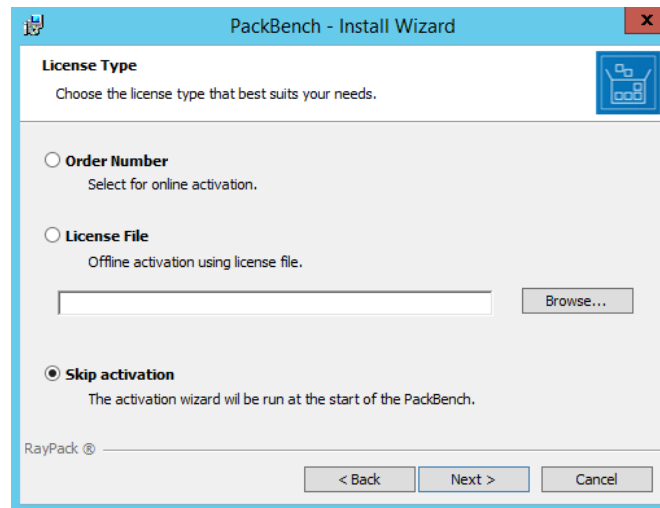 PackBench - Install Wizard
x
License Type
Choose the license type that best suits your needs.
Order Number
Select for online activation.
License File
Offline activation using license file.
Browse...
Skip activation
The activation wizard wil be run at the start of the PackBench.
RayPack ®
< Back Next > Cancel